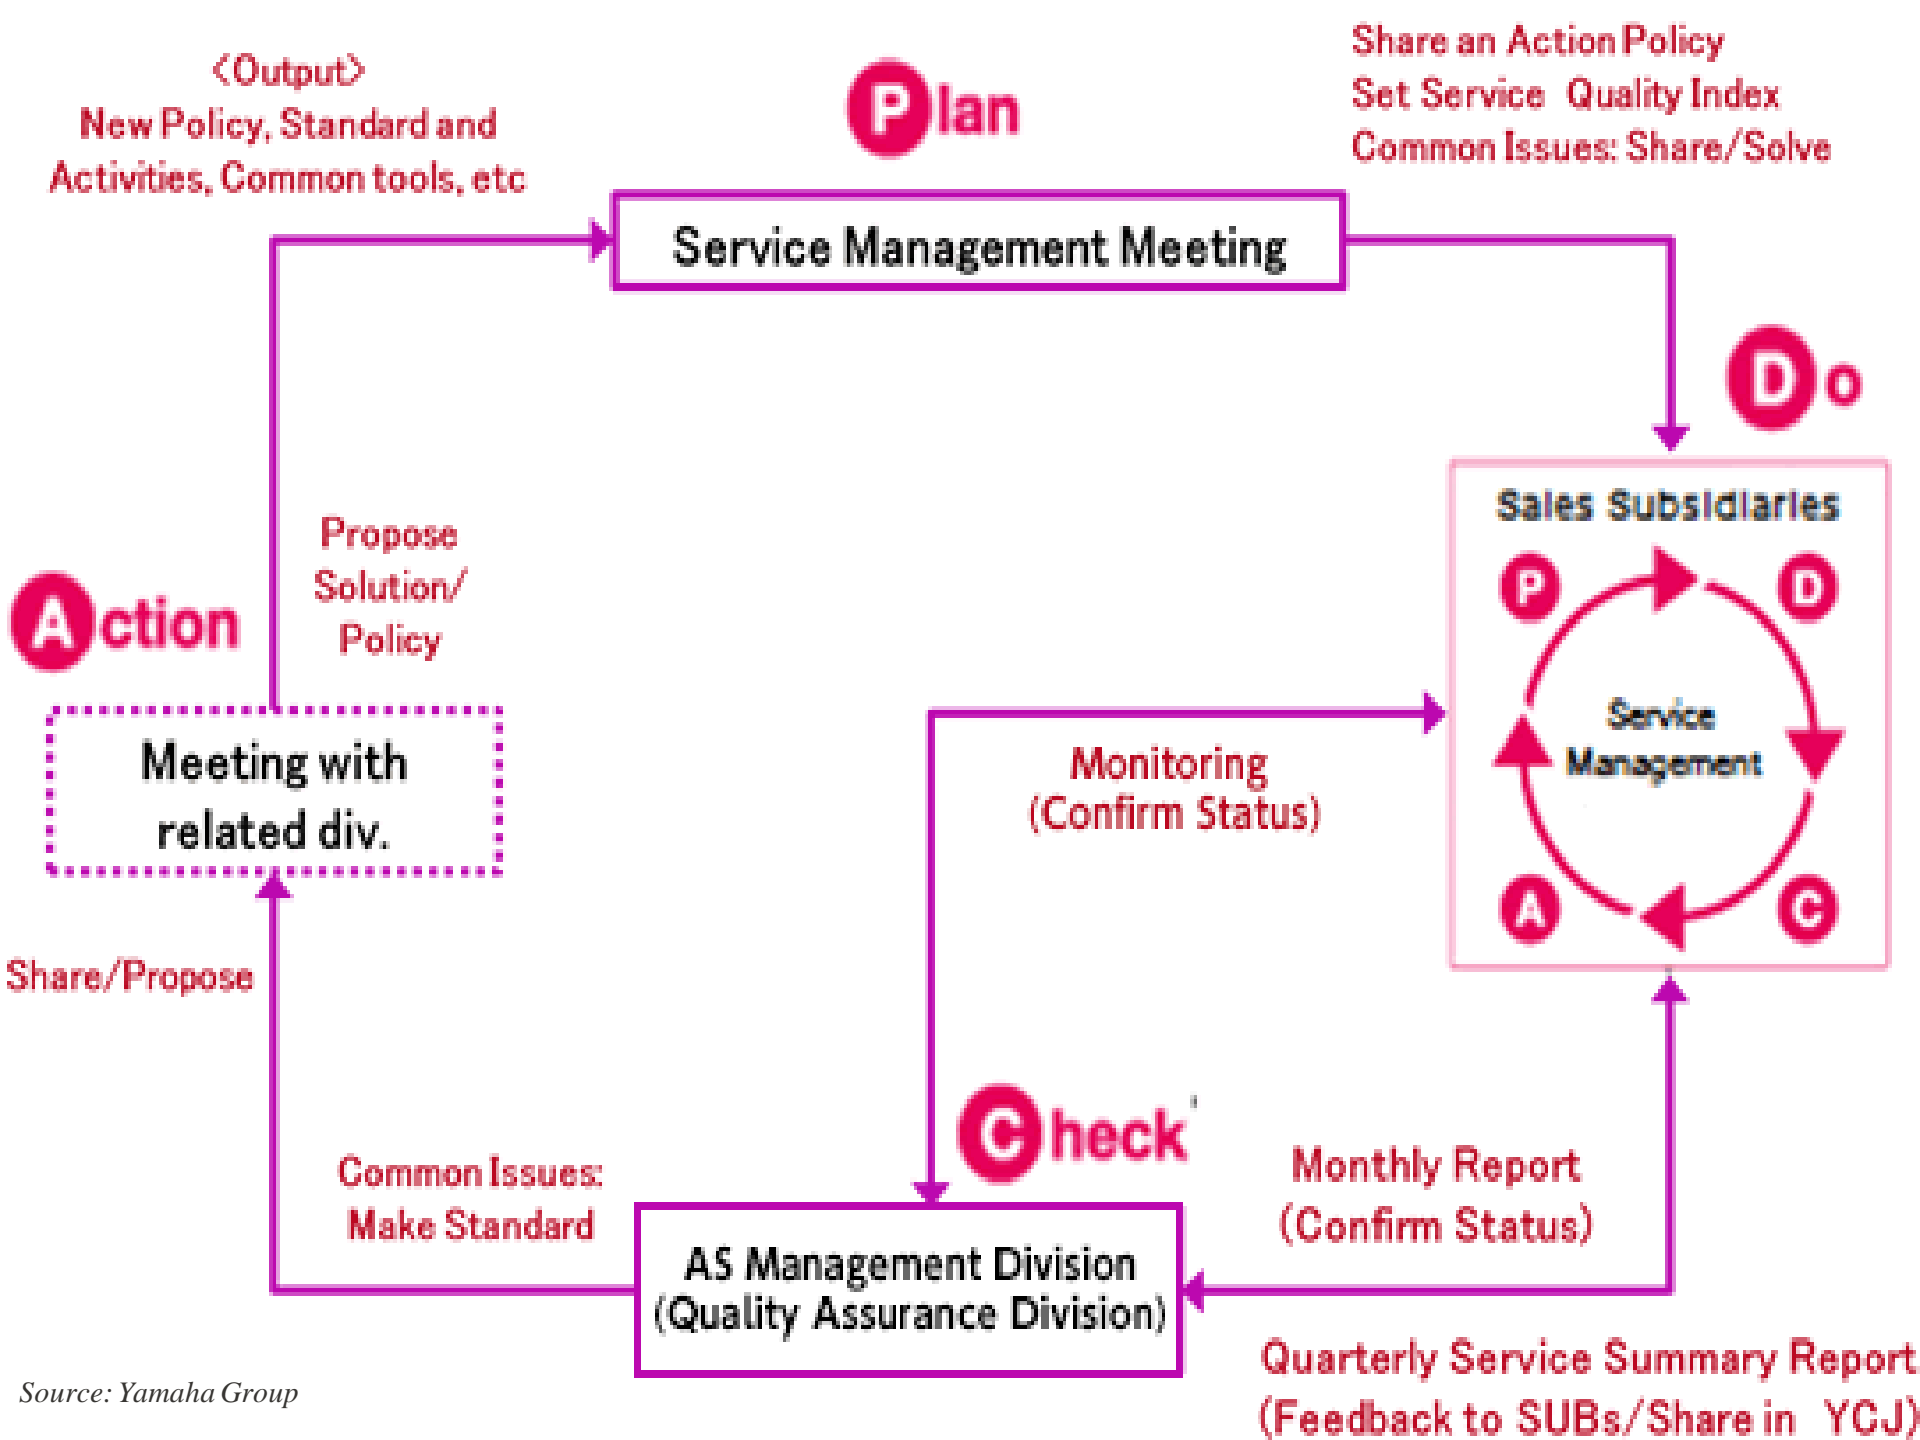 <Output>
New Policy, Standard and
Activities, Common tools, etc
Plan
Share an Action Policy
Set Service Quality Index
Common Issues: Share/Solve
Service Management Meeting
Do
Sales Subsidiaries
P
D
Service
Management
A
C
Propose
Solution/
Policy
Action
Meeting with
related div.
Monitoring
(Confirm Status)
Share/Propose
Check
Common Issues:
Make Standard
Monthly Report
(Confirm Status)
AS Management Division
(Quality Assurance Division)
Quarterly Service Summary Report
(Feedback to SUBs/Share in YCJ)
Source: Yamaha Group